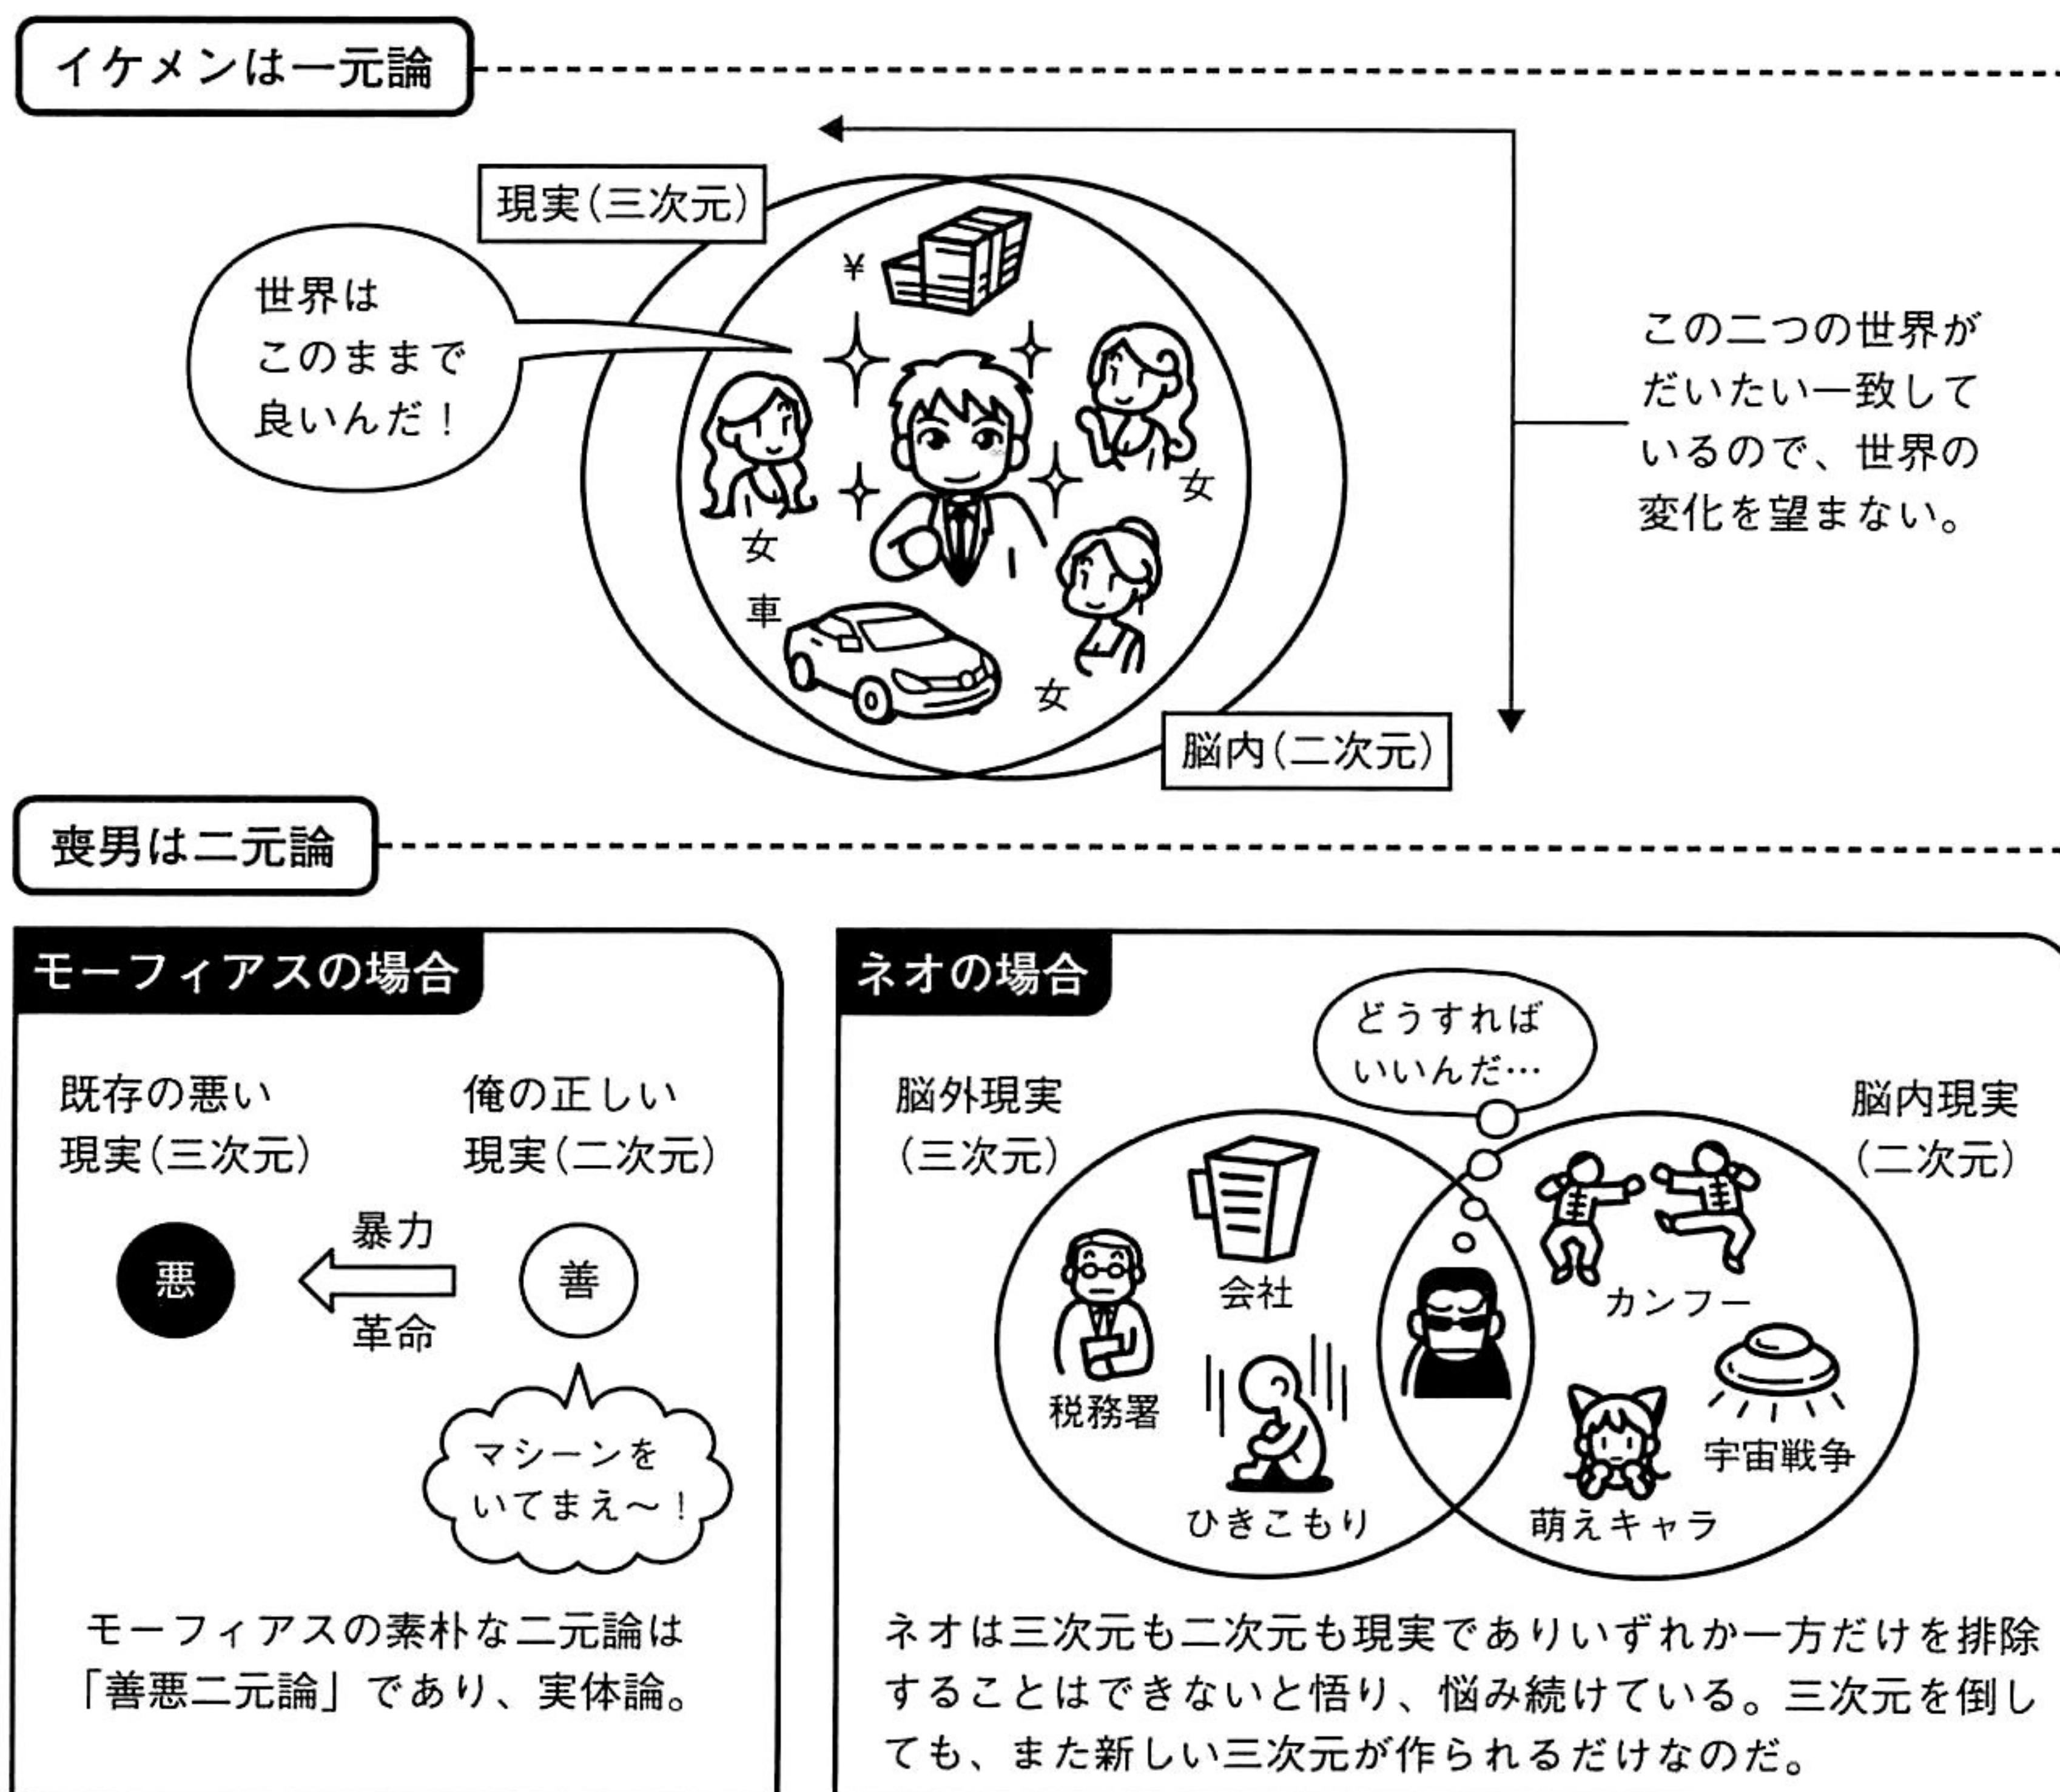 イケメンは一元論
現実(三次元)
世界は
このままで
良いんだ！
¥
女
女
車
女
脳内(二次元)
この二つの世界が
だいたい一致して
いるので、世界の
変化を望まない。
喪男は二元論
モーフィアスの場合
既存の悪い
現実(三次元)
俺の正しい
現実(二次元)
悪
暴力
革命
善
マシーンを
いてまえ〜！
モーフィアスの素朴な二元論は
「善悪二元論」であり、実体論。
ネオの場合
どうすれば
いいんだ…
脳外現実
(三次元)
脳内現実
(二次元)
会社
税務署
ひきこもり
カンフー
宇宙戦争
萌えキャラ
ネオは三次元も二次元も現実でありいずれか一方だけを排除
することはできないと悟り、悩み続けている。三次元を倒し
ても、また新しい三次元が作られるだけなのだ。